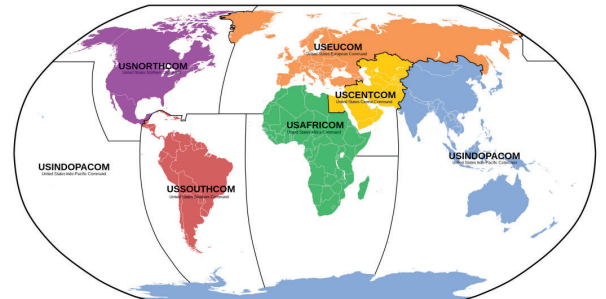 USNORTHCOM
United States Northern Command
USEUCOM
United States European Command
USCENTCOM
United States Central Command
USAFRICOM
United States Africa Command
USINDOPACOM
United States Indo-Pacific Command
USINDOPACOM
United States Indo-Pacific Command
USSOUTHCOM
United States Southern Command